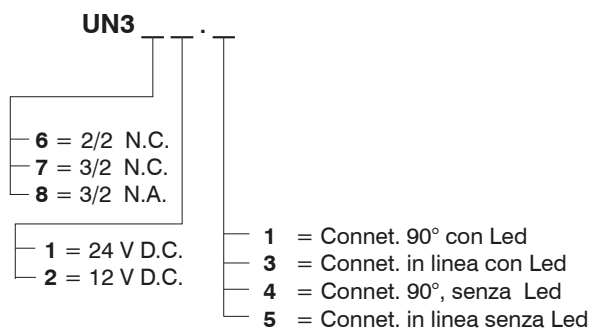 UN3 _ _ . _
6 = 2/2 N.C.
7 = 3/2 N.C.
8 = 3/2 N.A.
1 = 24 V D.C.
2 = 12 V D.C.
1 = Connet. 90° con Led
3 = Connet. in linea con Led
4 = Connet. 90°, senza Led
5 = Connet. in linea senza Led